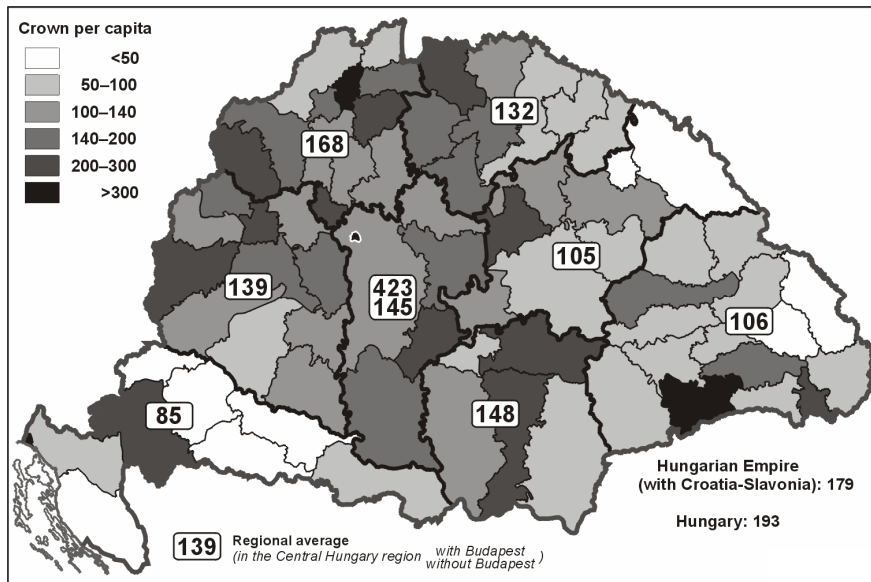 Crown per capita
<50
50–100
100–140
140–200
200–300
>300
132
168
105
139
423
145
106
85
148
Hungarian Empire
(with Croatia-Slavonia): 179
Hungary: 193
139 Regional average
(in the Central Hungary region with Budapest
without Budapest)